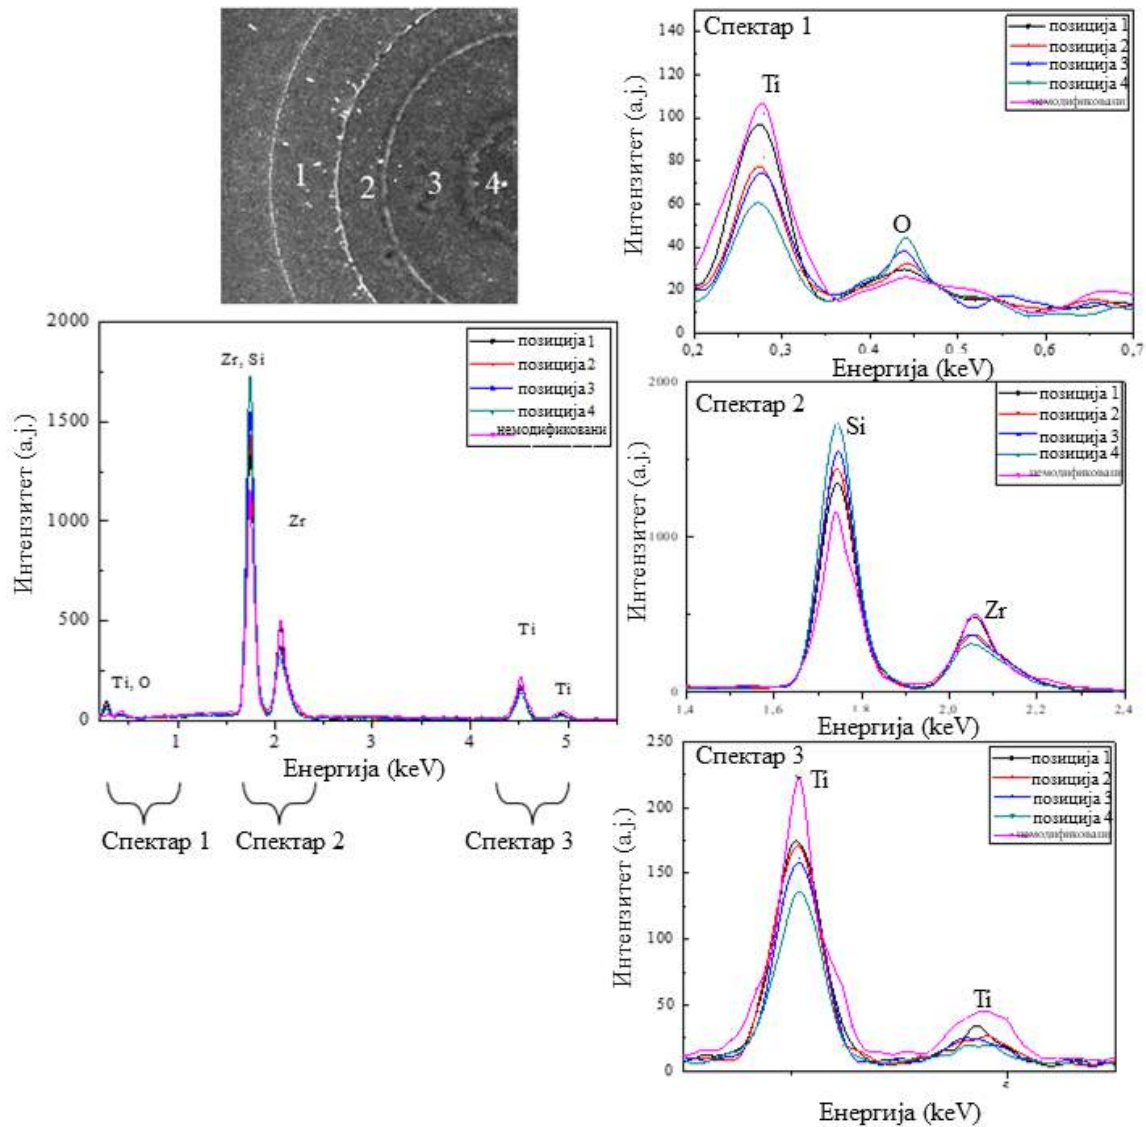 1
2
3
4
2000
1500
1000
500
0
Интензитет (a.j.)
Zr, Si
Zr
Ti, O
Ti
Ti
позиција 1
позиција 2
позиција 3
позиција 4
немодификовани
1
2
3
4
5
Енергија (keV)
Спектар 1
Спектар 2
Спектар 3
Спектар 1
140
120
100
80
60
40
20
0
Интензитет (a.j.)
Ti
O
позиција 1
позиција 2
позиција 3
позиција 4
немодификовани
0,2
0,3
0,4
0,5
0,6
0,7
Енергија (keV)
Спектар 2
2000
1000
0
Интензитет (a.j.)
Si
Zr
позиција 1
позиција 2
позиција 3
позиција 4
немодификовани
1,4
1,6
1,8
2,0
2,2
2,4
Енергија (keV)
Спектар 3
250
200
150
100
50
0
Интензитет (a.j.)
Ti
Ti
позиција 1
позиција 2
позиција 3
позиција 4
немодификовани
Енергија (keV)